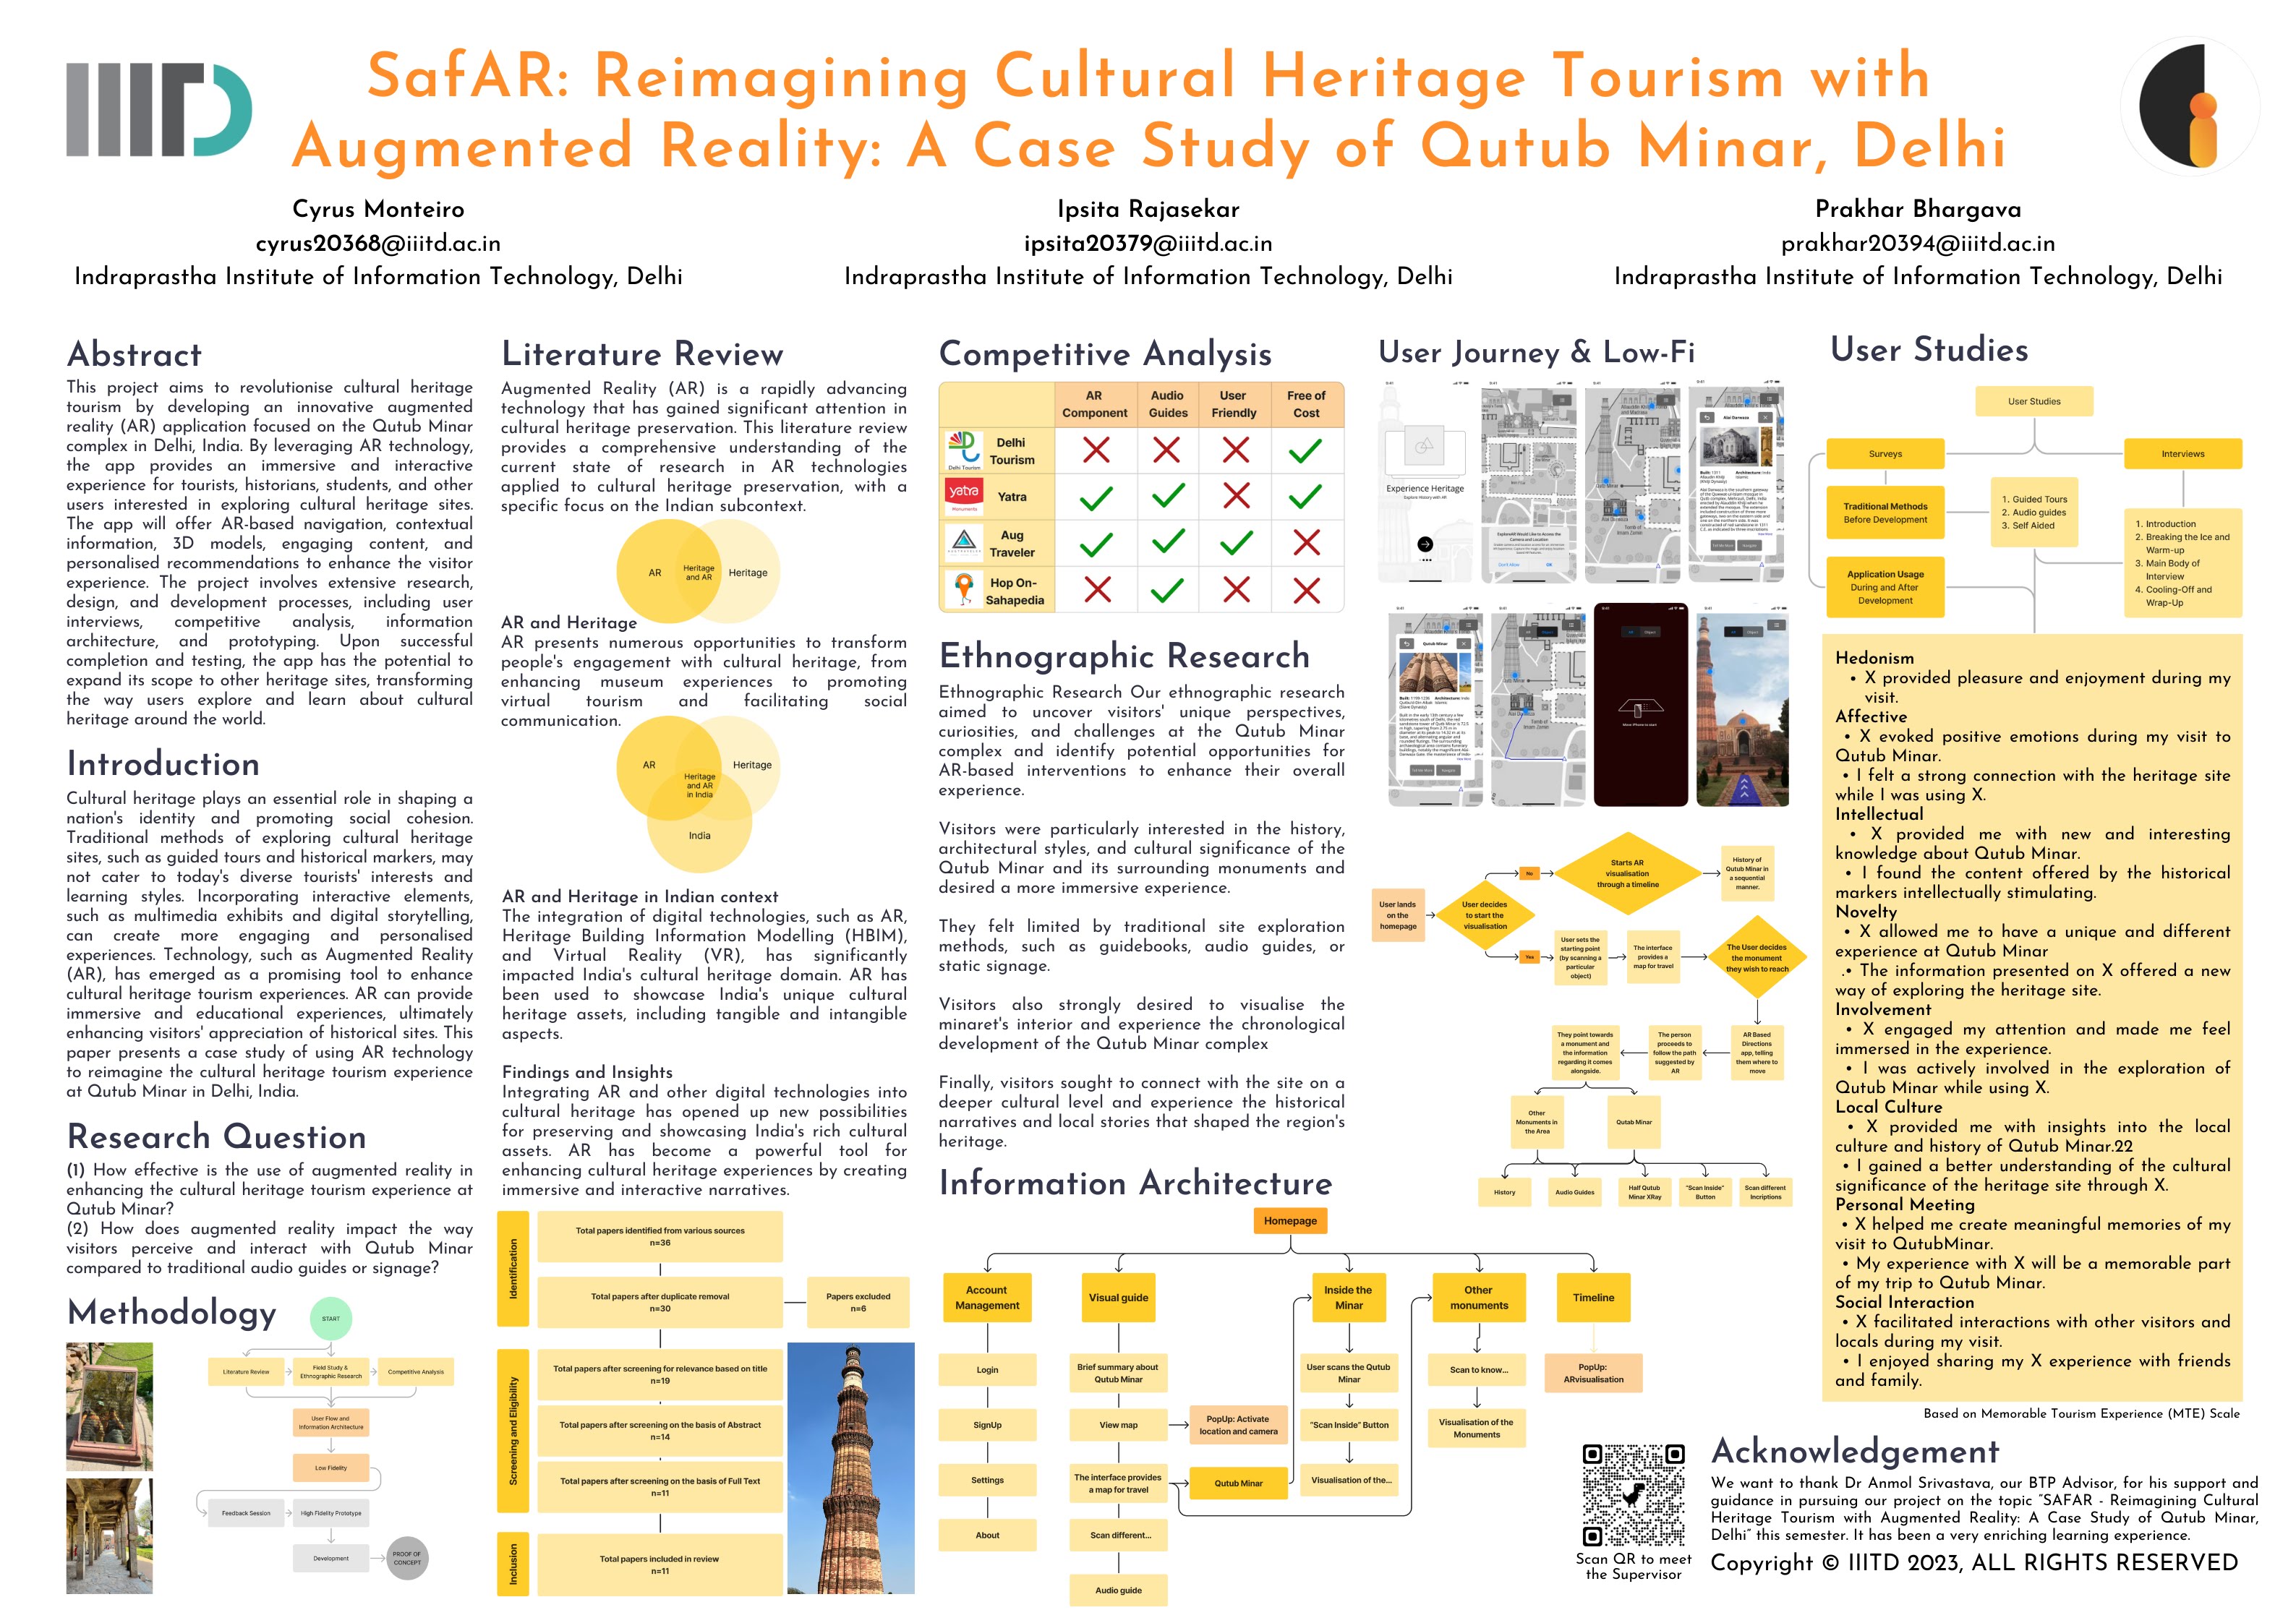 SafAR: Reimagining Cultural Heritage Tourism with
Augmented Reality: A Case Study of Qutub Minar, Delhi
Cyrus Monteiro
cyrus20368@iiitd.ac.in
Indraprastha Institute of Information Technology, Delhi
Ipsita Rajasekar
ipsita20379@iiitd.ac.in
Indraprastha Institute of Information Technology, Delhi
Prakhar Bhargava
prakhar20394@iiitd.ac.in
Indraprastha Institute of Information Technology, Delhi
Abstract
This project aims to revolutionise cultural heritage
tourism by developing an innovative augmented
reality (AR) application focused on the Qutub Minar
complex in Delhi, India. By leveraging AR technology,
the app provides an immersive and interactive
experience for tourists, historians, students, and other
users interested in exploring cultural heritage sites.
The app will offer AR-based navigation, contextual
information, 3D models, engaging content, and
personalised recommendations to enhance the visitor
experience. The project involves extensive research,
design, and development processes, including user
interviews, competitive analysis, information
architecture, and prototyping. Upon successful
completion and testing, the app has the potential to
expand its scope to other heritage sites, transforming
the way users explore and learn about cultural
heritage around the world.
Introduction
Cultural heritage plays an essential role in shaping a
nation's identity and promoting social cohesion.
Traditional methods of exploring cultural heritage
sites, such as guided tours and historical markers, may
not cater to today's diverse tourists' interests and
learning styles. Incorporating interactive elements,
such as multimedia exhibits and digital storytelling,
can create more engaging and personalised
experiences. Technology, such as Augmented Reality
(AR), has emerged as a promising tool to enhance
cultural heritage tourism experiences. AR can provide
immersive and educational experiences, ultimately
enhancing visitors' appreciation of historical sites. This
paper presents a case study of using AR technology
to reimagine the cultural heritage tourism experience
at Qutub Minar in Delhi, India.
Research Question
(1) How effective is the use of augmented reality in
enhancing the cultural heritage tourism experience at
Qutub Minar?
(2) How does augmented reality impact the way
visitors perceive and interact with Qutub Minar
compared to traditional audio guides or signage?
Methodology
START
Literature Review
Field Study &
Ethnographic Research
Competitive Analysis
User Flow and
Information Architecture
Low Fidelity
Feedback Session
High Fidelity Prototype
Development
PROOF OF
CONCEPT
Literature Review
Augmented Reality (AR) is a rapidly advancing
technology that has gained significant attention in
cultural heritage preservation. This literature review
provides a comprehensive understanding of the
current state of research in AR technologies
applied to cultural heritage preservation, with a
specific focus on the Indian subcontext.
AR
Heritage
and AR
Heritage
AR and Heritage
AR presents numerous opportunities to transform
people's engagement with cultural heritage, from
enhancing museum experiences to promoting
virtual tourism and facilitating social
communication.
AR
Heritage
Heritage
and AR
in India
India
AR and Heritage in Indian context
The integration of digital technologies, such as AR,
Heritage Building Information Modelling (HBIM),
and Virtual Reality (VR), has significantly
impacted India's cultural heritage domain. AR has
been used to showcase India's unique cultural
heritage assets, including tangible and intangible
aspects.
Findings and Insights
Integrating AR and other digital technologies into
cultural heritage has opened up new possibilities
for preserving and showcasing India's rich cultural
assets. AR has become a powerful tool for
enhancing cultural heritage experiences by creating
immersive and interactive narratives.
Identification
Total papers identified from various sources
n=36
Total papers after duplicate removal
n=30
Papers excluded
n=6
Screening and Eligibility
Total papers after screening for relevance based on title
n=19
Total papers after screening on the basis of Abstract
n=14
Total papers after screening on the basis of Full Text
n=11
Inclusion
Total papers included in review
n=11
Competitive Analysis
AR
Component
Audio
Guides
User
Friendly
Free of
Cost
Delhi Tourism
Delhi
Tourism
yatra
Monuments
Yatra
Aug
Traveler
Hop On-
Sahapedia
Ethnographic Research
Ethnographic Research Our ethnographic research
aimed to uncover visitors' unique perspectives,
curiosities, and challenges at the Qutub Minar
complex and identify potential opportunities for
AR-based interventions to enhance their overall
experience.
Visitors were particularly interested in the history,
architectural styles, and cultural significance of the
Qutub Minar and its surrounding monuments and
desired a more immersive experience.
They felt limited by traditional site exploration
methods, such as guidebooks, audio guides, or
static signage.
Visitors also strongly desired to visualise the
minaret's interior and experience the chronological
development of the Qutub Minar complex
Finally, visitors sought to connect with the site on a
deeper cultural level and experience the historical
narratives and local stories that shaped the region's
heritage.
Information Architecture
Homepage
Account
Management
Visual guide
Inside the
Minar
Other
monuments
Timeline
Login
Brief summary about
Qutub Minar
User scans the Qutub
Minar
Scan to know...
PopUp:
ARvisualisation
SignUp
View map
PopUp: Activate
location and camera
"Scan Inside" Button
Visualisation of the
Monuments
Settings
The interface provides
a map for travel
Qutub Minar
Visualisation of the...
About
Scan different...
Audio guide
User Journey & Low-Fi
Experience Heritage
Explore History with AR
Don't Allow
OK
Alai Darwaza
Qutub Minar
User lands
on the
homepage
User decides
to start the
visualisation
No
Starts AR
visualisation
through a timeline
History of
Qutub Minar in
a sequential
manner.
Yes
User sets the
starting point
(by scanning a
particular
object)
The interface
provides a
map for travel
The User decides
the monument
they wish to reach
They point towards
a monument and
the information
regarding it comes
alongside.
The person
proceeds to
follow the path
suggested by
AR
AR Based
Directions
app, telling
them where to
move
Other
Monuments in
the Area
Qutab Minar
History
Audio Guides
Half Qutub
Minar XRay
"Scan Inside"
Button
Scan different
Incriptions
User Studies
User Studies
Surveys
Interviews
Traditional Methods
Before Development
1. Guided Tours
2. Audio guides
3. Self Aided
Application Usage
During and After
Development
1. Introduction
2. Breaking the Ice and
Warm-up
3. Main Body of
Interview
4. Cooling-Off and
Wrap-Up
Hedonism
• X provided pleasure and enjoyment during my
visit.
Affective
• X evoked positive emotions during my visit to
Qutub Minar.
• I felt a strong connection with the heritage site
while I was using X.
Intellectual
• X provided me with new and interesting
knowledge about Qutub Minar.
• I found the content offered by the historical
markers intellectually stimulating.
Novelty
• X allowed me to have a unique and different
experience at Qutub Minar
.• The information presented on X offered a new
way of exploring the heritage site.
Involvement
• X engaged my attention and made me feel
immersed in the experience.
• I was actively involved in the exploration of
Qutub Minar while using X.
Local Culture
• X provided me with insights into the local
culture and history of Qutub Minar.22
• I gained a better understanding of the cultural
significance of the heritage site through X.
Personal Meeting
• X helped me create meaningful memories of my
visit to QutubMinar.
• My experience with X will be a memorable part
of my trip to Qutub Minar.
Social Interaction
• X facilitated interactions with other visitors and
locals during my visit.
• I enjoyed sharing my X experience with friends
and family.
Based on Memorable Tourism Experience (MTE) Scale
Scan QR to meet
the Supervisor
Acknowledgement
We want to thank Dr Anmol Srivastava, our BTP Advisor, for his support and
guidance in pursuing our project on the topic "SAFAR - Reimagining Cultural
Heritage Tourism with Augmented Reality: A Case Study of Qutub Minar,
Delhi" this semester. It has been a very enriching learning experience.
Copyright © IIITD 2023, ALL RIGHTS RESERVED